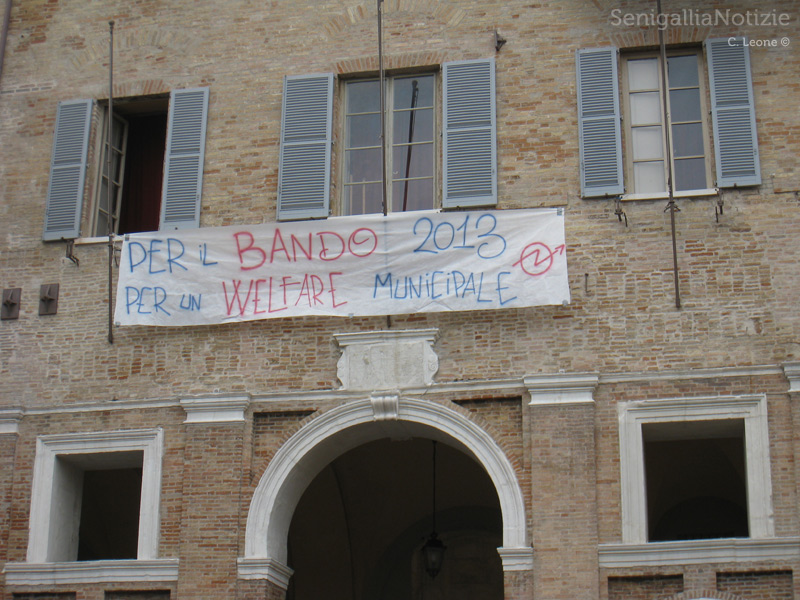 SenigalliaNotizie
C. Leone ©
PER iL BANDO 2013
PER UN WELFARE MUNICIPALE